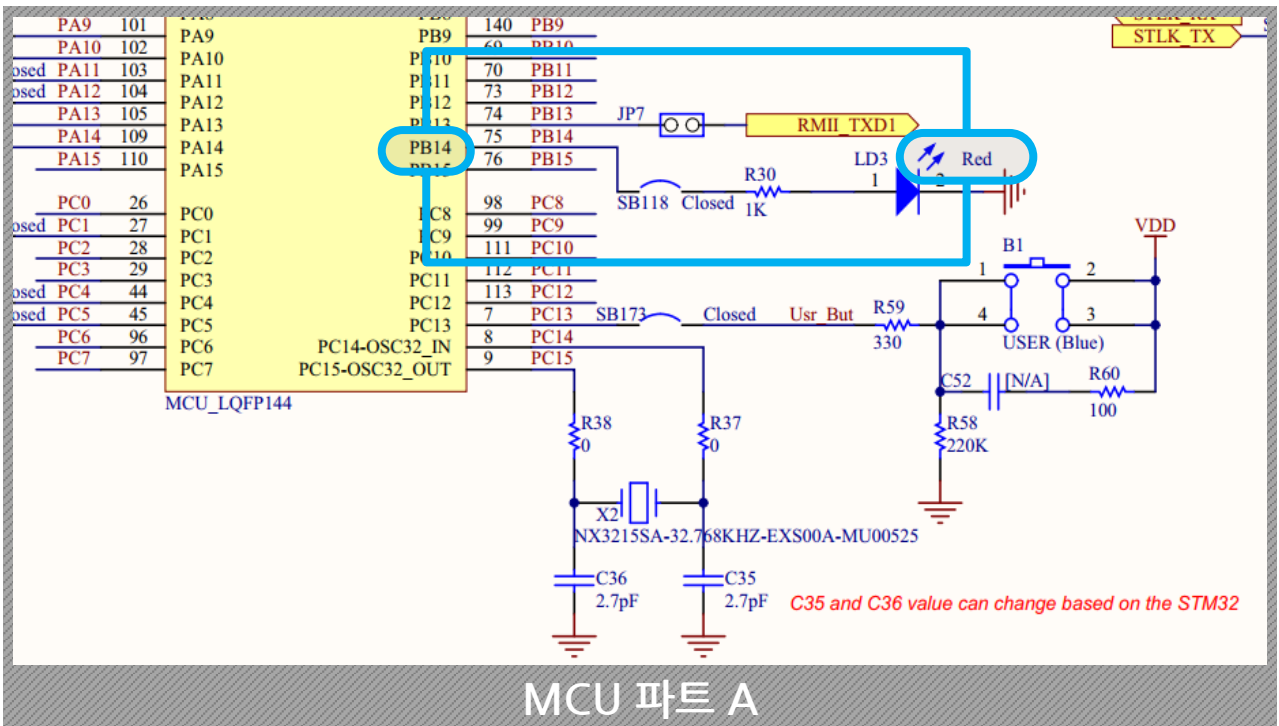 PA9 101 PA9 PB9 140 PB9
STLK_TX
PA10 102 PA10 PB10 69 PB10
osed PA11 103 PA11 PB11 70 PB11
osed PA12 104 PA12 PB12 73 PB12
PA13 105 PA13 PB13 74 PB13 JP7 RMII_TXD1
PA14 109 PA14 PB14 75 PB14
PA15 110 PA15 PB15 76 PB15
LD3 Red
R30 1 2
SB118 Closed 1K
PC0 26 PC0 PC8 98 PC8
osed PC1 27 PC1 PC9 99 PC9
PC2 28 PC2 PC10 111 PC10
PC3 29 PC3 PC11 112 PC11
osed PC4 44 PC4 PC12 113 PC12
osed PC5 45 PC5 PC13 7 PC13 SB173 Closed Usr_But R59
330
PC6 96 PC6 PC14-OSC32_IN 8 PC14
PC7 97 PC7 PC15-OSC32_OUT 9 PC15
VDD
B1
1 2
4 3
USER (Blue)
C52 [N/A] R60
100
MCU_LQFP144
R38 R37 R58
0 0 220K
X2
NX3215SA-32.768KHZ-EXS00A-MU00525
C36 C35
2.7pF 2.7pF C35 and C36 value can change based on the STM32
MCU 파트 A